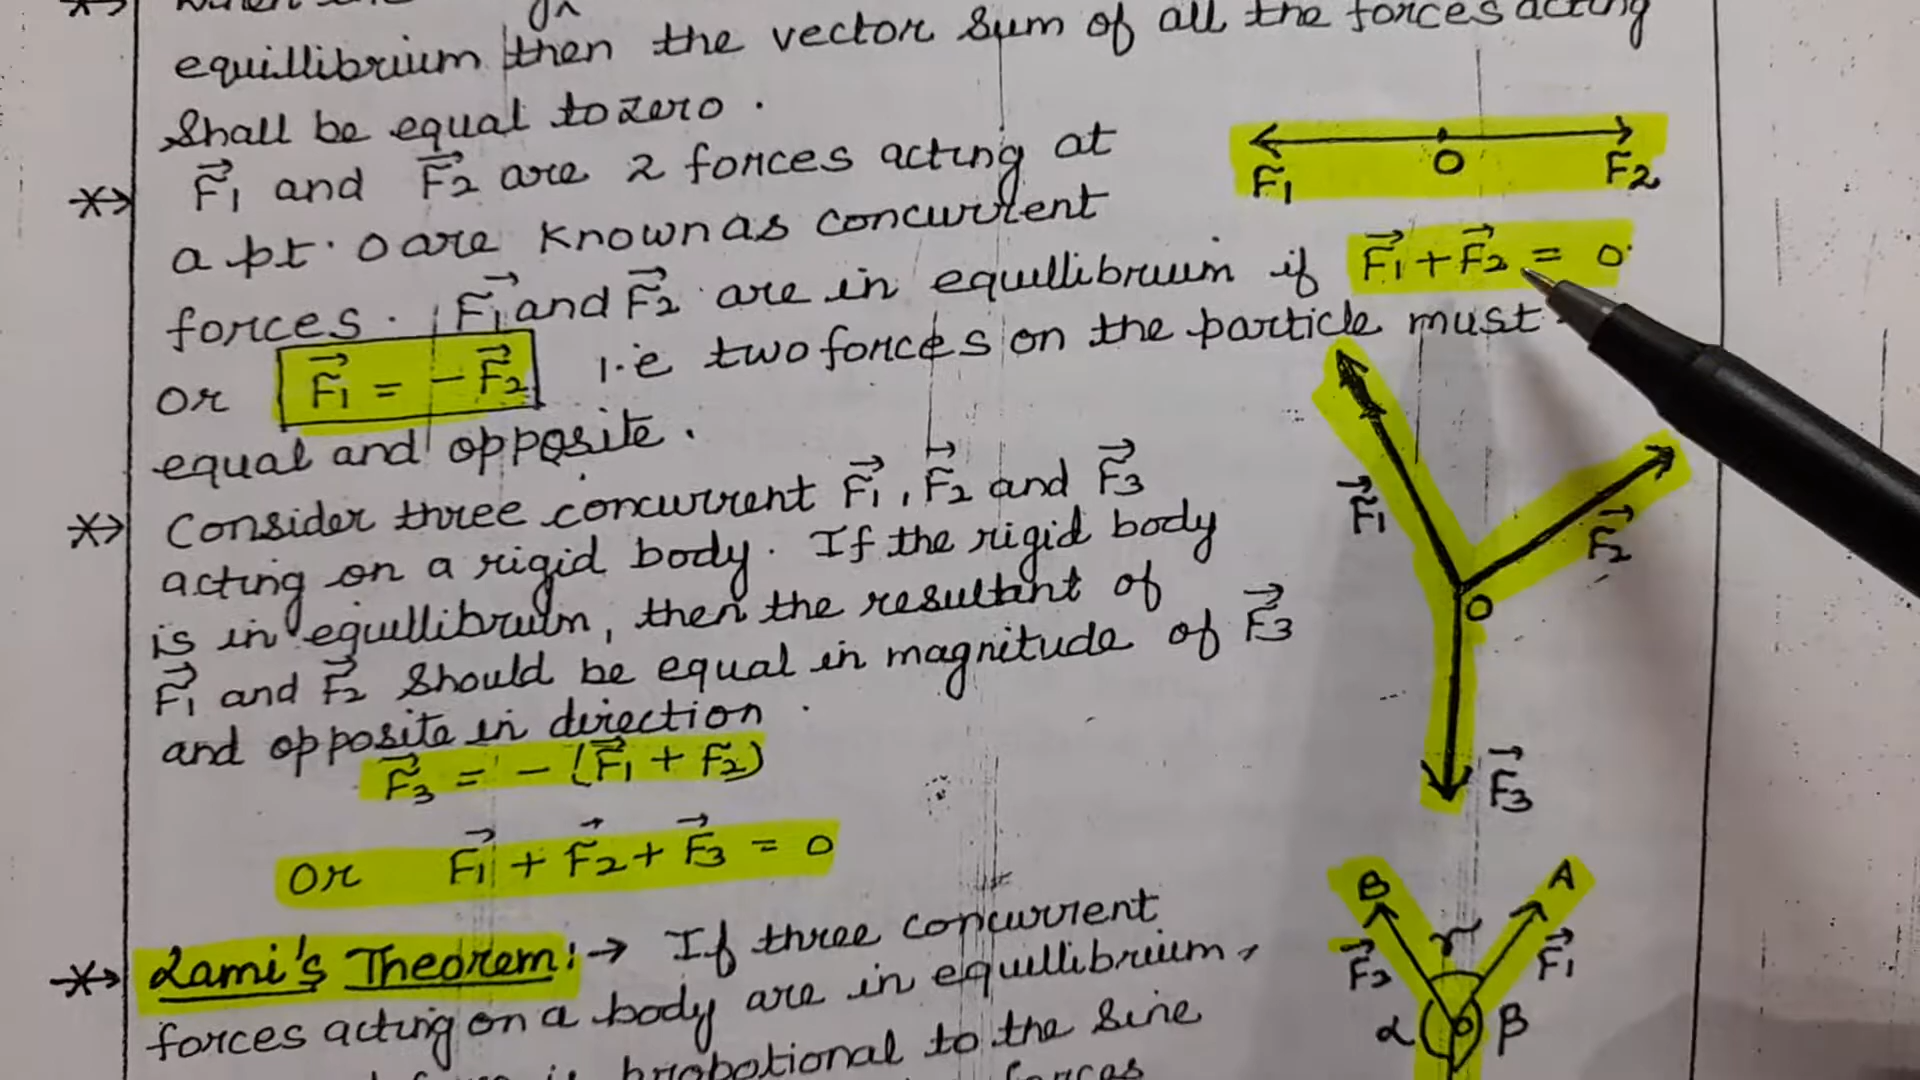 equillibrium then the vector sum of all the forces acting
shall be equal to zero.
*→ F⃗1 and F⃗2 are 2 forces acting at
a pt. O are known as concurrent
forces. F⃗1 and F⃗2 are in equillibrium if F⃗1 + F⃗2 = 0
or F⃗1 = - F⃗2 i.e two forces on the particle must
equal and opposite.
F1 O F2
*→ Consider three concurrent F⃗1, F⃗2 and F⃗3
acting on a rigid body. If the rigid body
is in equillibrium, then the resultant of
F⃗1 and F⃗2 should be equal in magnitude of F⃗3
and opposite in direction.
F⃗3 = - (F⃗1 + F2)
or F⃗1 + F⃗2 + F⃗3 = 0
F⃗1 F⃗2
O
F⃗3
*→ Lami's Theorem:→ If three concurrent
forces acting on a body are in equillibrium,
propotional to the sine
forces
B A
F⃗1
α β